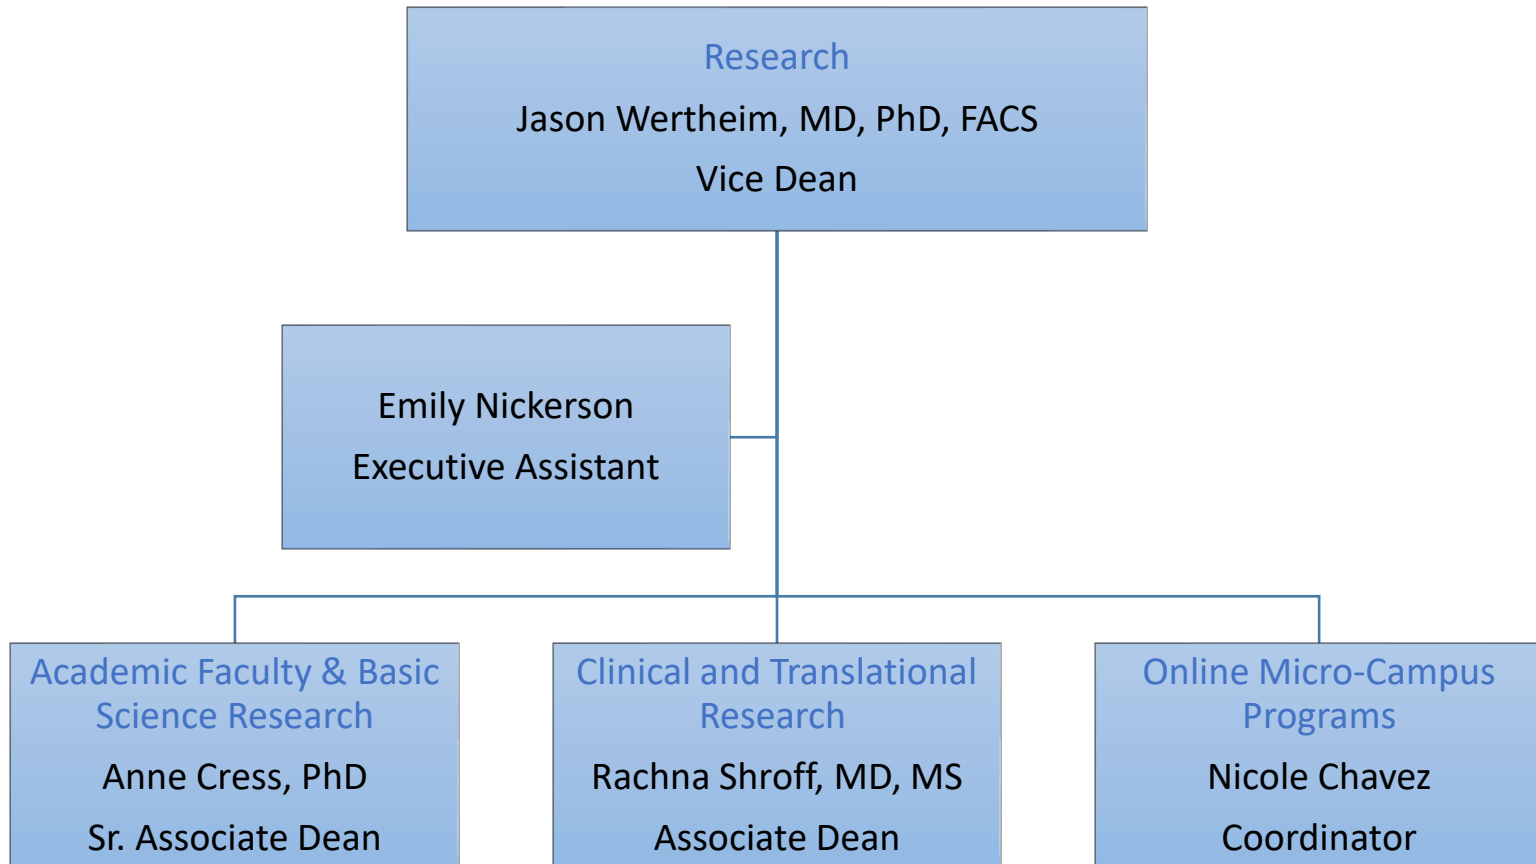 Research
Jason Wertheim, MD, PhD, FACS
Vice Dean
Emily Nickerson
Executive Assistant
Academic Faculty & Basic
Science Research
Anne Cress, PhD
Sr. Associate Dean
Clinical and Translational
Research
Rachna Shroff, MD, MS
Associate Dean
Online Micro-Campus
Programs
Nicole Chavez
Coordinator